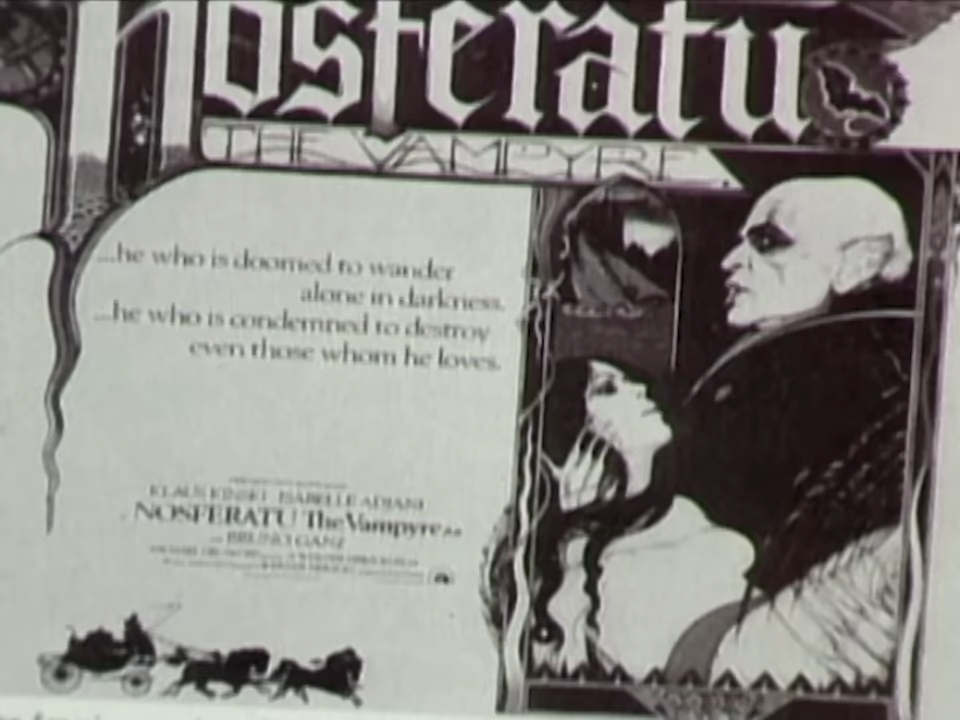 Nosferatu
THE VAMPYRE
...he who is doomed to wander
alone in darkness.
...he who is condemned to destroy
even those whom he loves.
KLAUS KINSKI ISABELLE ADJANI
NOSFERATU The Vampyre
BRUNO GANZ